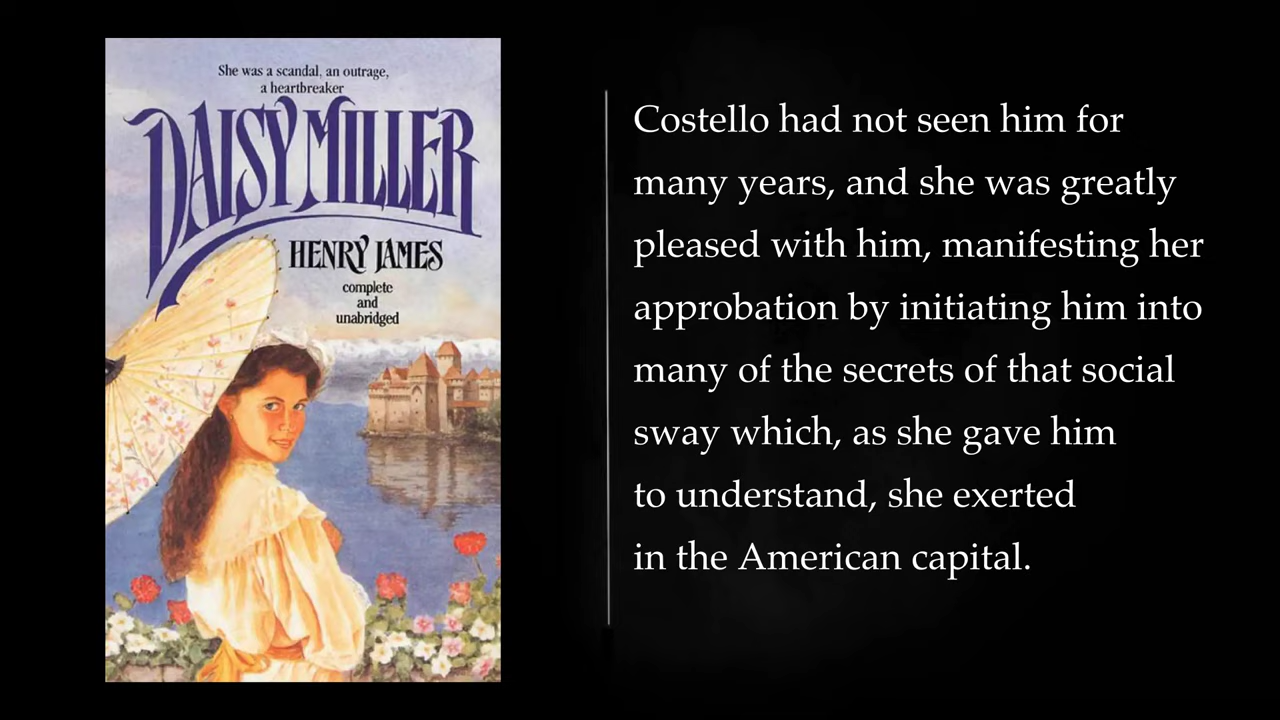 She was a scandal, an outrage,
a heartbreaker
DAISY MILLER
HENRY JAMES
complete
and
unabridged
Costello had not seen him for
many years, and she was greatly
pleased with him, manifesting her
approbation by initiating him into
many of the secrets of that social
sway which, as she gave him
to understand, she exerted
in the American capital.